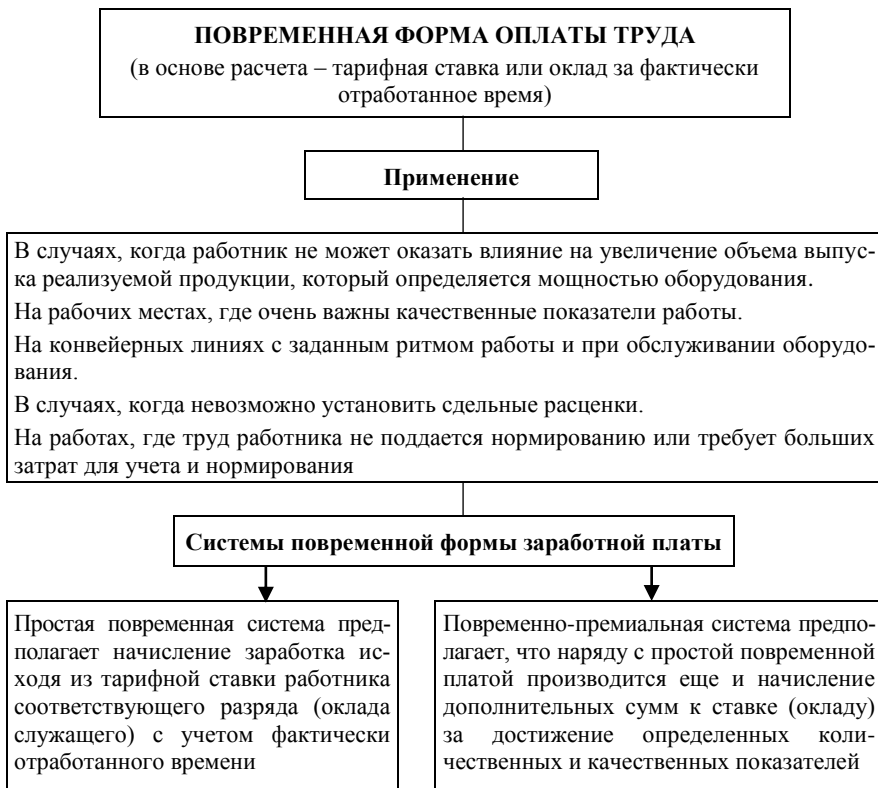 ПОВРЕМЕННАЯ ФОРМА ОПЛАТЫ ТРУДА
(в основе расчета – тарифная ставка или оклад за фактически
отработанное время)
Применение
В случаях, когда работник не может оказать влияние на увеличение объема выпус-
ка реализуемой продукции, который определяется мощностью оборудования.
На рабочих местах, где очень важны качественные показатели работы.
На конвейерных линиях с заданным ритмом работы и при обслуживании оборудо-
вания.
В случаях, когда невозможно установить сдельные расценки.
На работах, где труд работника не поддается нормированию или требует больших
затрат для учета и нормирования
Системы повременной формы заработной платы
Простая повременная система пред-
полагает начисление заработка ис-
ходя из тарифной ставки работника
соответствующего разряда (оклада
служащего) с учетом фактически
отработанного времени
Повременно-премиальная система предпо-
лагает, что наряду с простой повременной
платой производится еще и начисление
дополнительных сумм к ставке (окладу)
за достижение определенных коли-
чественных и качественных показателей